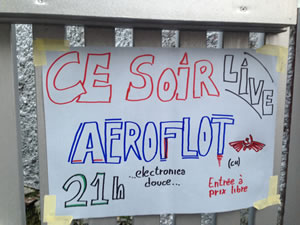 CE SOIR LIVE
AEROFLOT
(CH)
...electronica
douce...
21h
Entrée à
prix libre